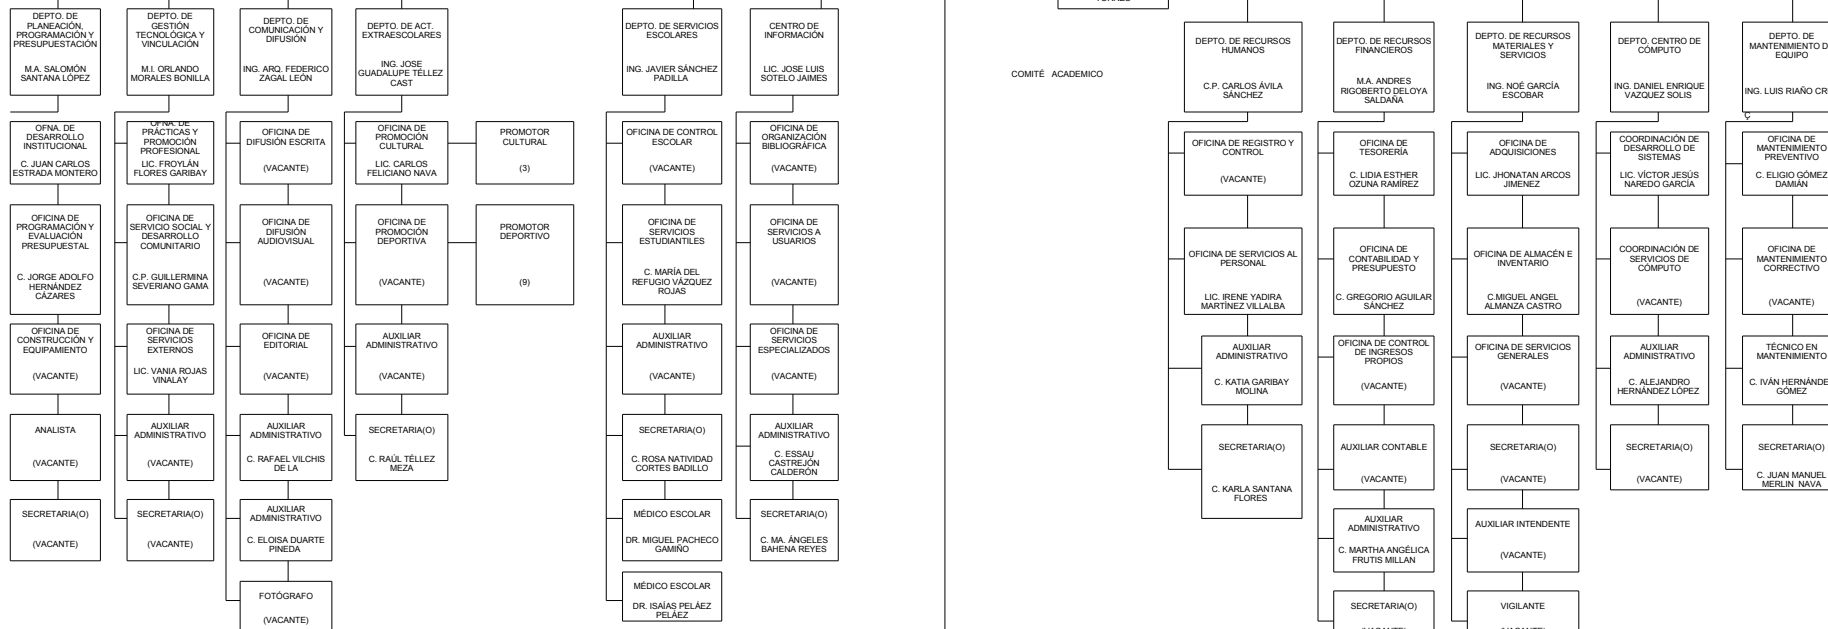 DEPTO. DE
PLANEACIÓN,
PROGRAMACIÓN Y
PRESUPUESTACIÓN
M.A. SALOMÓN
SANTANA LÓPEZ
OFNA. DE
DESARROLLO
INSTITUCIONAL
C. JUAN CARLOS
ESTRADA MONTERO
OFICINA DE
PROGRAMACIÓN Y
EVALUACIÓN
PRESUPUESTAL
C. JORGE ADOLFO
HERNÁNDEZ
CÁZARES
OFICINA DE
CONSTRUCCIÓN Y
EQUIPAMIENTO
(VACANTE)
ANALISTA
(VACANTE)
SECRETARIA(O)
(VACANTE)
DEPTO. DE
GESTIÓN
TECNOLÓGICA Y
VINCULACIÓN
M.I. ORLANDO
MORALES BONILLA
OFNA. DE
PRÁCTICAS Y
PROMOCIÓN
PROFESIONAL
LIC. FROYLÁN
FLORES GARIBAY
OFICINA DE
SERVICIO SOCIAL Y
DESARROLLO
COMUNITARIO
C.P. GUILLERMINA
SEVERIANO GAMA
OFICINA DE
SERVICIOS
EXTERNOS
LIC. VANIA ROJAS
VINALAY
AUXILIAR
ADMINISTRATIVO
(VACANTE)
SECRETARIA(O)
(VACANTE)
DEPTO. DE
COMUNICACIÓN Y
DIFUSIÓN
ING. ARQ. FEDERICO
ZAGAL LEÓN
OFICINA DE
DIFUSIÓN ESCRITA
(VACANTE)
OFICINA DE
DIFUSIÓN
AUDIOVISUAL
(VACANTE)
OFICINA DE
EDITORIAL
(VACANTE)
AUXILIAR
ADMINISTRATIVO
C. RAFAEL VILCHIS
DE LA
AUXILIAR
ADMINISTRATIVO
C. ELOISA DUARTE
PINEDA
FOTÓGRAFO
(VACANTE)
DEPTO. DE ACT.
EXTRAESCOLARES
ING. JOSE
GUADALUPE TÉLLEZ
CAST
OFICINA DE
PROMOCIÓN
CULTURAL
LIC. CARLOS
FELICIANO NAVA
OFICINA DE
PROMOCIÓN
DEPORTIVA
(VACANTE)
AUXILIAR
ADMINISTRATIVO
(VACANTE)
SECRETARIA(O)
C. RAÚL TÉLLEZ
MEZA
PROMOTOR
CULTURAL
(3)
PROMOTOR
DEPORTIVO
(9)
DEPTO. DE SERVICIOS
ESCOLARES
ING. JAVIER SÁNCHEZ
PADILLA
OFICINA DE CONTROL
ESCOLAR
(VACANTE)
OFICINA DE
SERVICIOS
ESTUDIANTILES
C. MARÍA DEL
REFUGIO VÁZQUEZ
ROJAS
AUXILIAR
ADMINISTRATIVO
(VACANTE)
SECRETARIA(O)
C. ROSA NATIVIDAD
CORTES BADILLO
MÉDICO ESCOLAR
DR. MIGUEL PACHECO
GAMIÑO
MÉDICO ESCOLAR
DR. ISAÍAS PELÁEZ
PELÁEZ
CENTRO DE
INFORMACIÓN
LIC. JOSE LUIS
SOTELO JAIMES
OFICINA DE
ORGANIZACIÓN
BIBLIOGRÁFICA
(VACANTE)
OFICINA DE
SERVICIOS A
USUARIOS
(VACANTE)
OFICINA DE
SERVICIOS
ESPECIALIZADOS
(VACANTE)
AUXILIAR
ADMINISTRATIVO
C. ESSAU
CASTREJÓN
CALDERÓN
SECRETARIA(O)
C. MA. ÁNGELES
BAHENA REYES
COMITÉ ACADEMICO
DEPTO. DE RECURSOS
HUMANOS
C.P. CARLOS ÁVILA
SÁNCHEZ
OFICINA DE REGISTRO Y
CONTROL
(VACANTE)
OFICINA DE SERVICIOS AL
PERSONAL
LIC. IRENE YADIRA
MARTÍNEZ VILLALBA
AUXILIAR
ADMINISTRATIVO
C. KATIA GARIBAY
MOLINA
SECRETARIA(O)
C. KARLA SANTANA
FLORES
DEPTO. DE RECURSOS
FINANCIEROS
M.A. ANDRES
RIGOBERTO DELOYA
SALDAÑA
OFICINA DE
TESORERÍA
C. LIDIA ESTHER
OZUNA RAMÍREZ
OFICINA DE
CONTABILIDAD Y
PRESUPUESTO
C. GREGORIO AGUILAR
SÁNCHEZ
OFICINA DE CONTROL
DE INGRESOS
PROPIOS
(VACANTE)
AUXILIAR CONTABLE
(VACANTE)
AUXILIAR
ADMINISTRATIVO
C. MARTHA ANGÉLICA
FRUTIS MILLAN
SECRETARIA(O)
DEPTO. DE RECURSOS
MATERIALES Y
SERVICIOS
ING. NOÉ GARCÍA
ESCOBAR
OFICINA DE
ADQUISICIONES
LIC. JHONATAN ARCOS
JIMENEZ
OFICINA DE ALMACÉN E
INVENTARIO
C.MIGUEL ANGEL
ALMANZA CASTRO
OFICINA DE SERVICIOS
GENERALES
(VACANTE)
SECRETARIA(O)
(VACANTE)
AUXILIAR INTENDENTE
(VACANTE)
VIGILANTE
DEPTO. CENTRO DE
CÓMPUTO
ING. DANIEL ENRIQUE
VAZQUEZ SOLIS
COORDINACIÓN DE
DESARROLLO DE
SISTEMAS
LIC. VÍCTOR JESÚS
NAREDO GARCÍA
COORDINACIÓN DE
SERVICIOS DE
CÓMPUTO
(VACANTE)
AUXILIAR
ADMINISTRATIVO
C. ALEJANDRO
HERNÁNDEZ LÓPEZ
SECRETARIA(O)
(VACANTE)
DEPTO. DE
MANTENIMIENTO D
EQUIPO
ING. LUIS RIAÑO CR
Ç
OFICINA DE
MANTENIMIENTO
PREVENTIVO
C. ELIGIO GÓMEZ
DAMIÁN
OFICINA DE
MANTENIMIENTO
CORRECTIVO
(VACANTE)
TÉCNICO EN
MANTENIMIENTO
C. IVÁN HERNÁNDE
GÓMEZ
SECRETARIA(O)
C. JUAN MANUEL
MERLIN NAVA